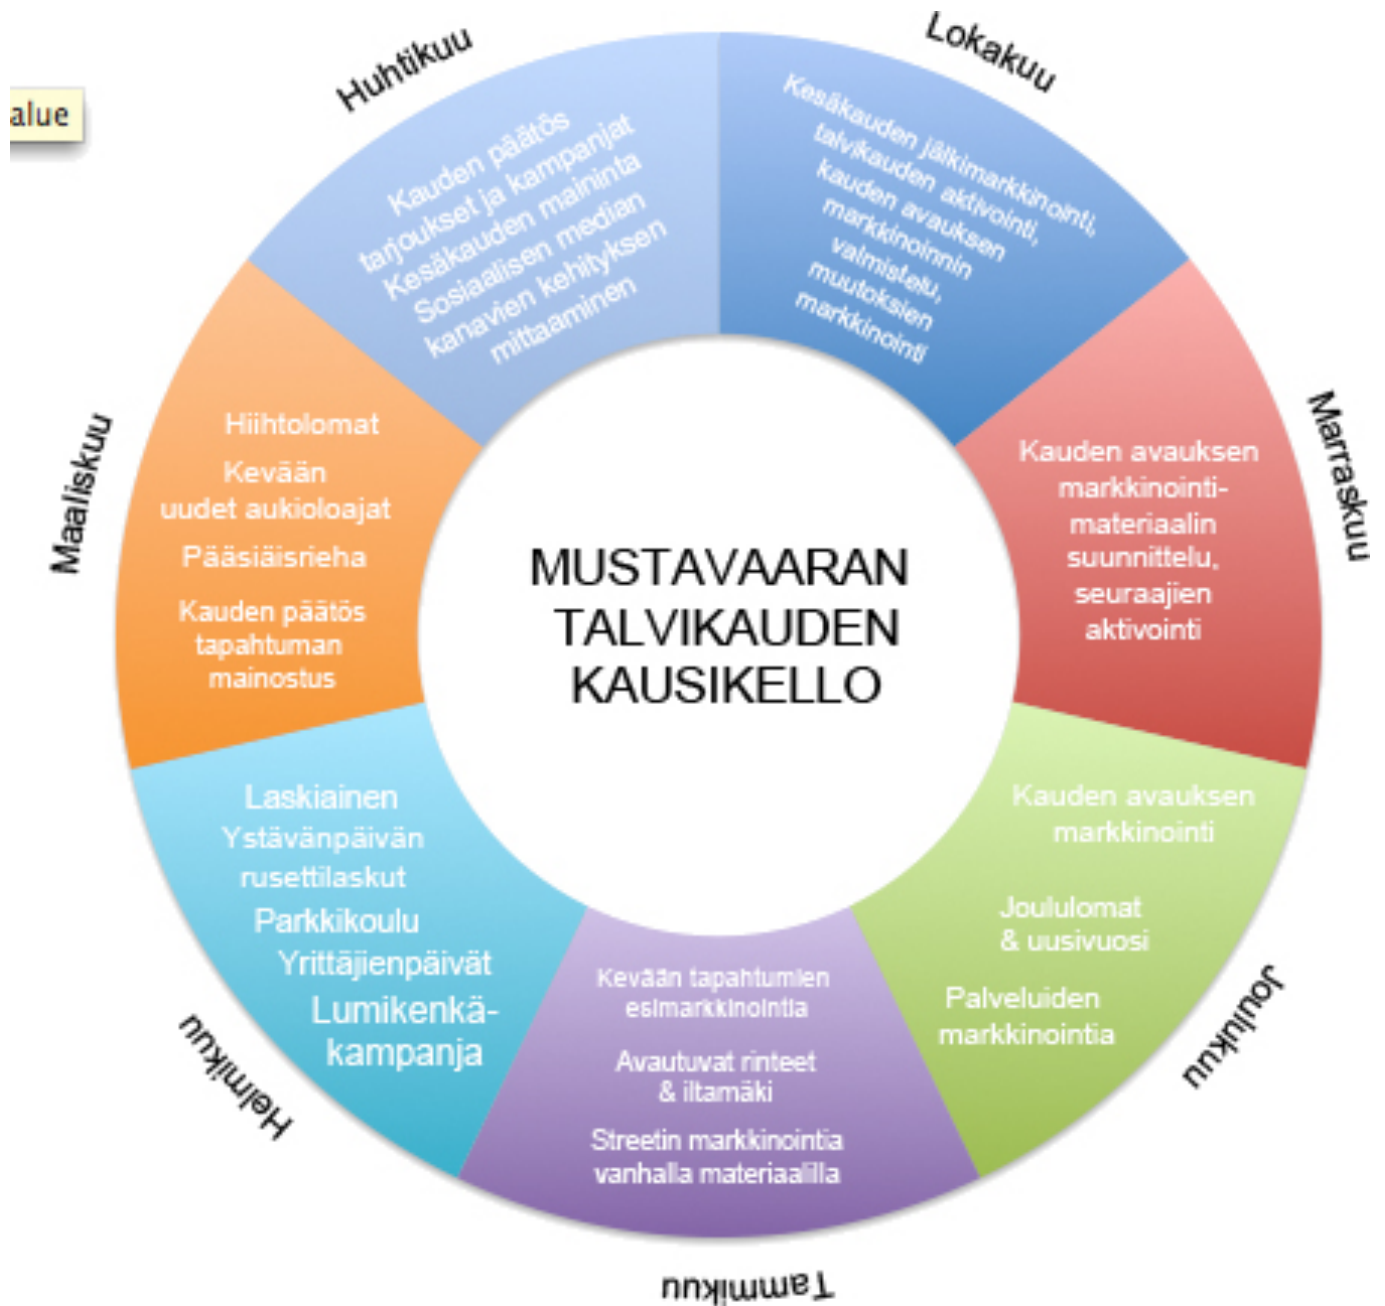 alue
MUSTAVAARAN
TALVIKAUDEN
KAUSIKELLO
Lokakuu
Kesäkauden jälkimarkkinointi,
talvikauden aktivointi,
kauden avauksen
markkinoinnin
valmistelu,
muutoksien
markkinointi
Marraskuu
Kauden avauksen
markkinointi-
materiaalin
suunnittelu,
seuraajien
aktivointi
Joulukuu
Kauden avauksen
markkinointi
Joululomat
& uusivuosi
Palveluiden
markkinointia
Tammikuu
Kevään tapahtumien
esimarkkinointia
Avautuvat rinteet
& iltamäki
Streetin markkinointia
vanhalla materiaalilla
Helmikuu
Laskiainen
Ystävänpäivän
rusettilaskut
Parkkikoulu
Yrittäjienpäivät
Lumikenkä-
kampanja
Maaliskuu
Hiihtolomat
Kevään
uudet aukioloajat
Pääsiäisrieha
Kauden päätös
tapahtuman
mainostus
Huhtikuu
Kauden päätös
tarjoukset ja kampanjat
Kesäkauden maininta
Sosiaalisen median
kanavien kehityksen
mittaaminen